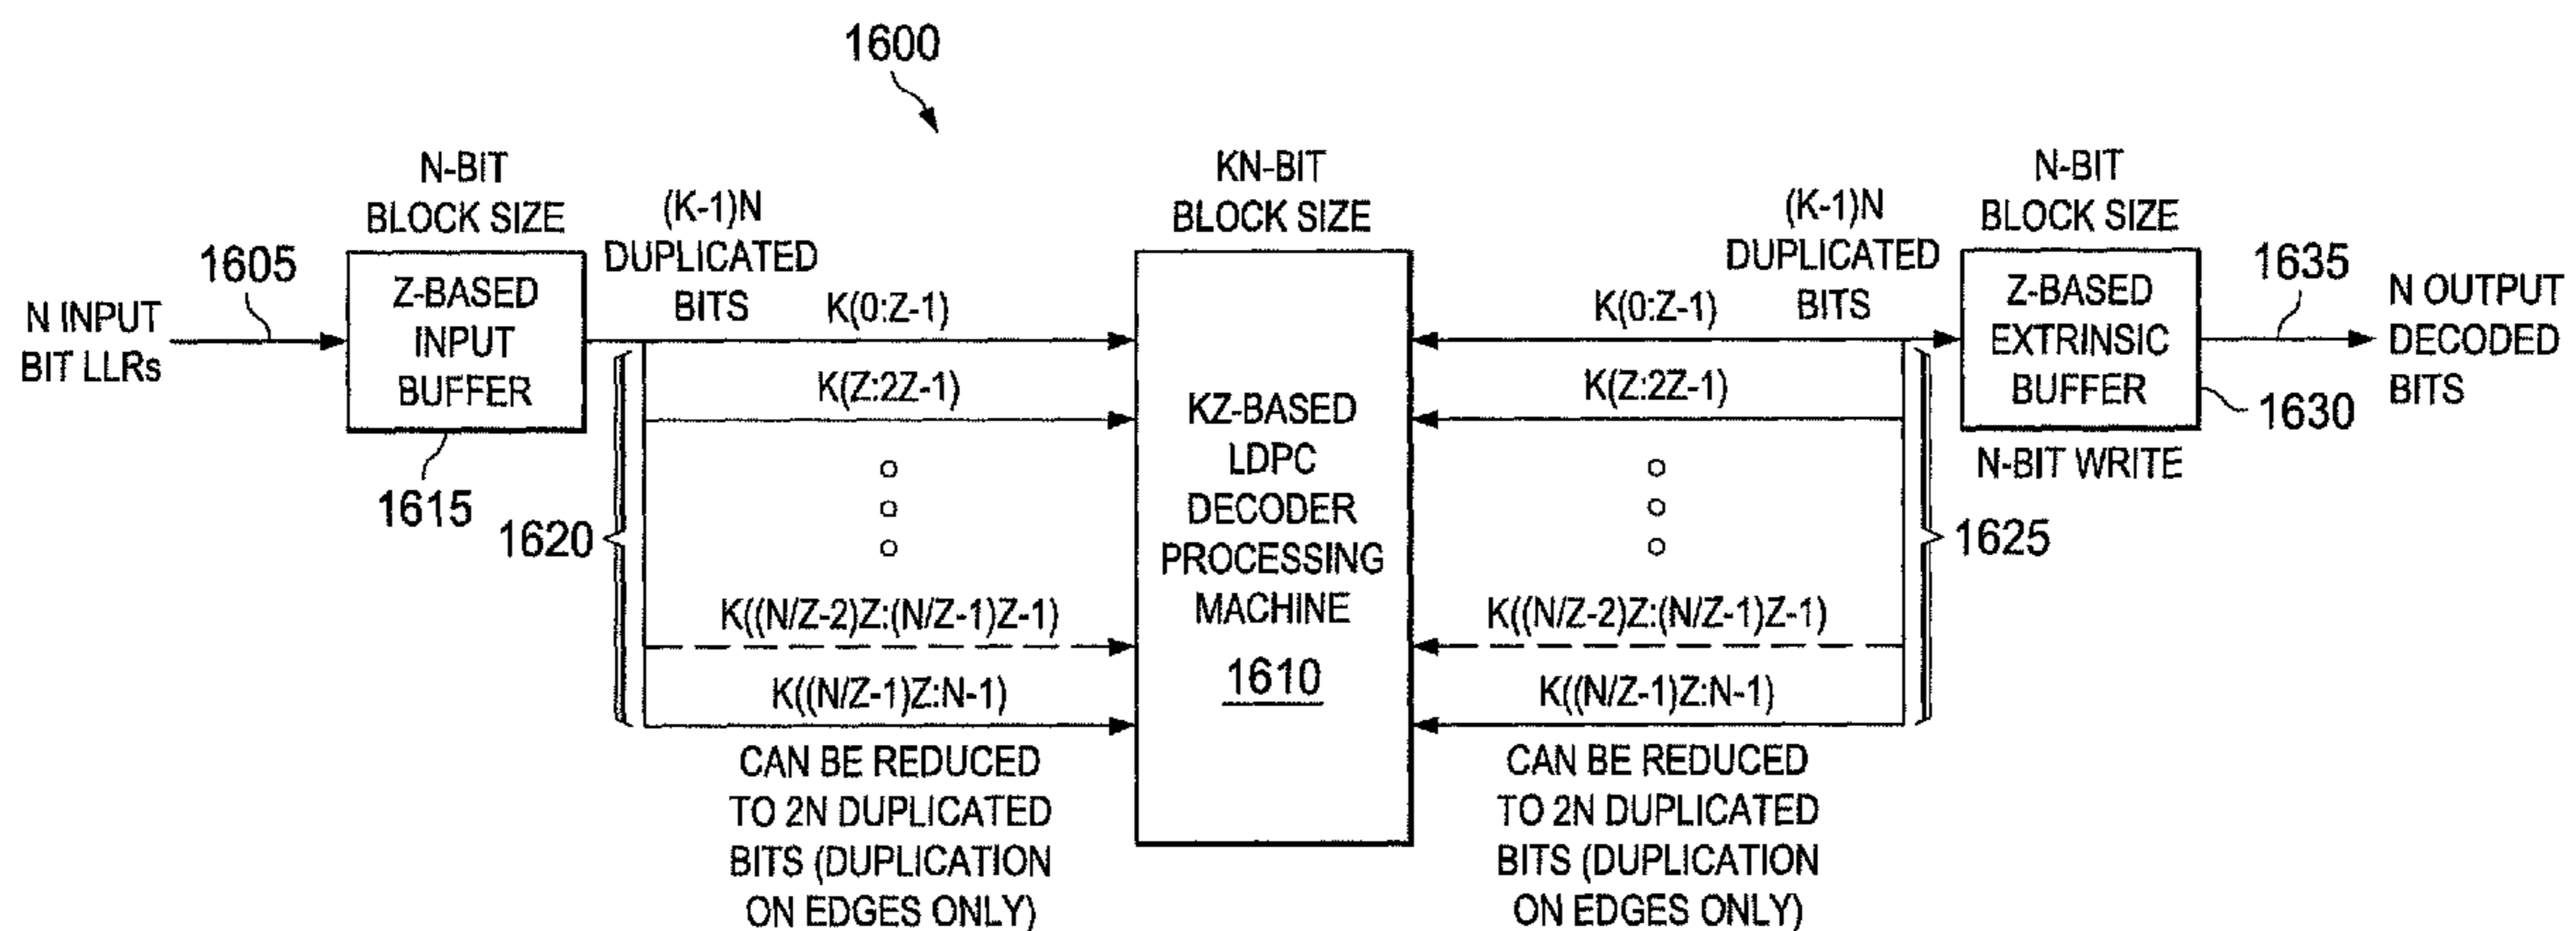 1600
N-BIT
BLOCK SIZE
(K-1)N
DUPLICATED
BITS
KN-BIT
BLOCK SIZE
(K-1)N
DUPLICATED
BITS
N-BIT
BLOCK SIZE
1605
N INPUT
BIT LLRs
Z-BASED
INPUT
BUFFER
1615
1620
K(0:Z-1)
K(Z:2Z-1)
K((N/Z-2)Z:(N/Z-1)Z-1)
K((N/Z-1)Z:N-1)
CAN BE REDUCED
TO 2N DUPLICATED
BITS (DUPLICATION
ON EDGES ONLY)
KZ-BASED
LDPC
DECODER
PROCESSING
MACHINE
1610
K(0:Z-1)
K(Z:2Z-1)
K((N/Z-2)Z:(N/Z-1)Z-1)
K((N/Z-1)Z:N-1)
CAN BE REDUCED
TO 2N DUPLICATED
BITS (DUPLICATION
ON EDGES ONLY)
1625
Z-BASED
EXTRINSIC
BUFFER
1630
N-BIT WRITE
1635
N OUTPUT
DECODED
BITS